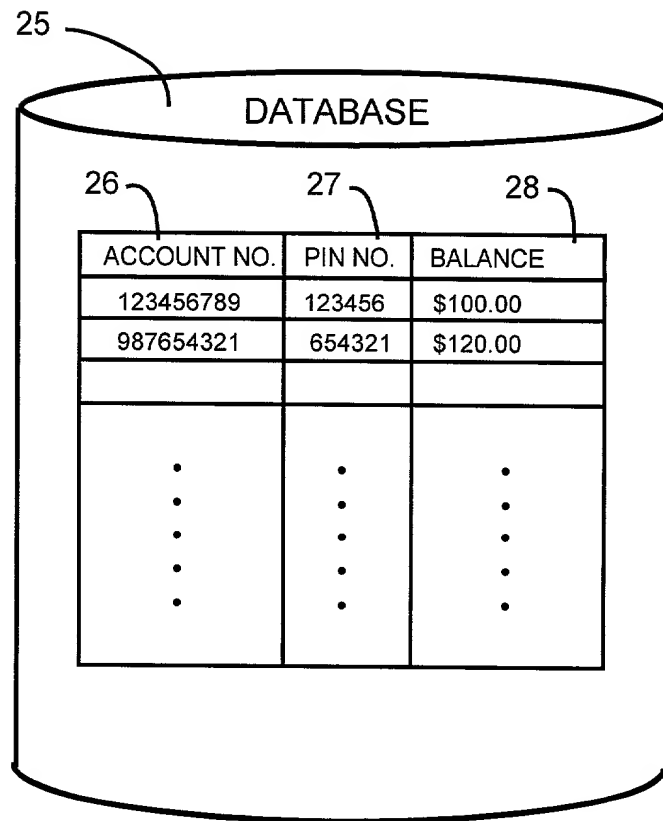 25
DATABASE
26 27 28
ACCOUNT NO. PIN NO. BALANCE
123456789 123456 $100.00
987654321 654321 $120.00